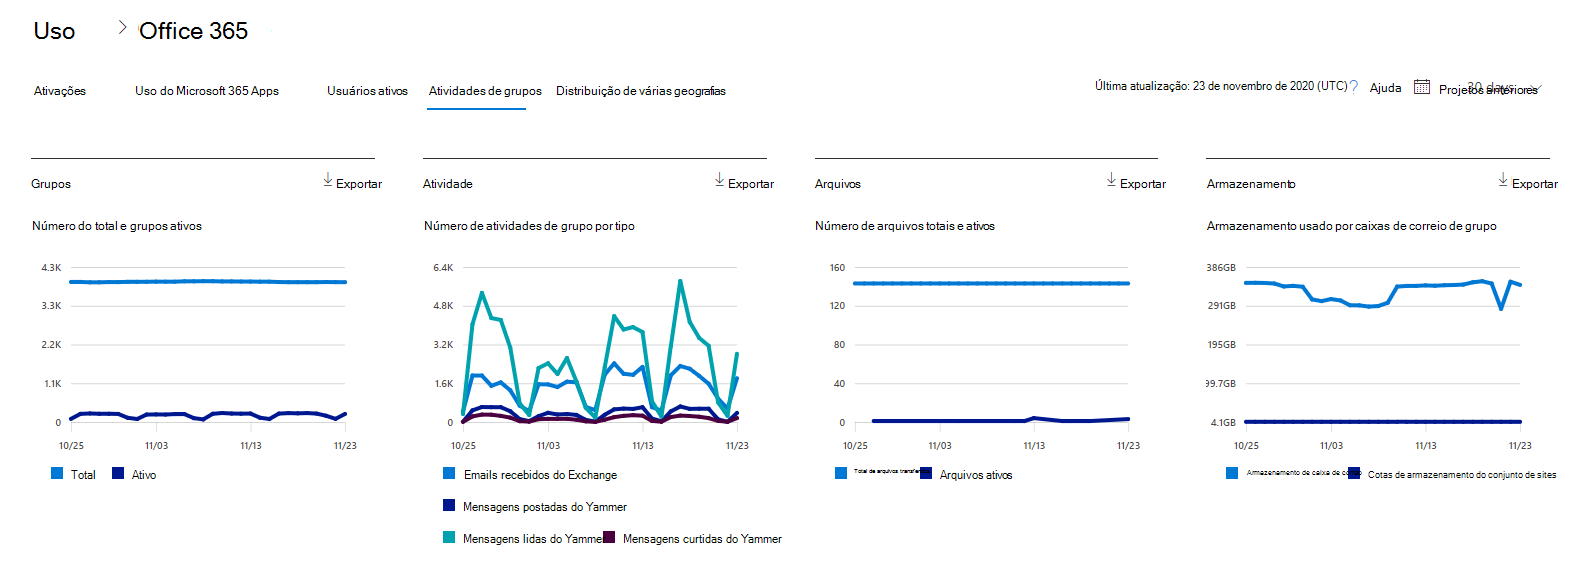 Uso > Office 365
Ativações Uso do Microsoft 365 Apps Usuários ativos Atividades de grupos Distribuição de várias geografias
Última atualização: 23 de novembro de 2020 (UTC) ? Ajuda Projetos anteriores 30 days
Grupos Exportar
Número do total e grupos ativos
4.3K
3.3K
2.2K
1.1K
0
10/25 11/03 11/13 11/23
Total Ativo
Atividade Exportar
Número de atividades de grupo por tipo
6.4K
4.8K
3.2K
1.6K
0
10/25 11/03 11/13 11/23
Emails recebidos do Exchange
Mensagens postadas do Yammer
Mensagens lidas do Yammer Mensagens curtidas do Yammer
Arquivos Exportar
Número de arquivos totais e ativos
160
120
80
40
0
10/25 11/03 11/13 11/23
Total de arquivos Arquivos ativos
Armazenamento Exportar
Armazenamento usado por caixas de correio de grupo
386GB
291GB
195GB
99.7GB
4.1GB
10/25 11/03 11/13 11/23
Armazenamento de caixa de Cotas de armazenamento do conjunto de sites